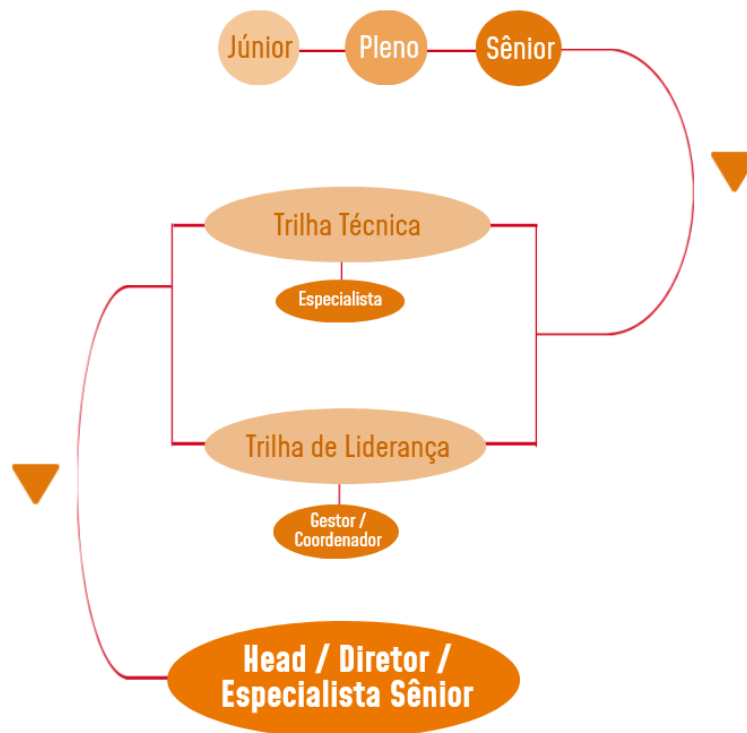 Júnior
Pleno
Sênior
Trilha Técnica
Especialista
Trilha de Liderança
Gestor /
Coordenador
Head / Diretor /
Especialista Sênior